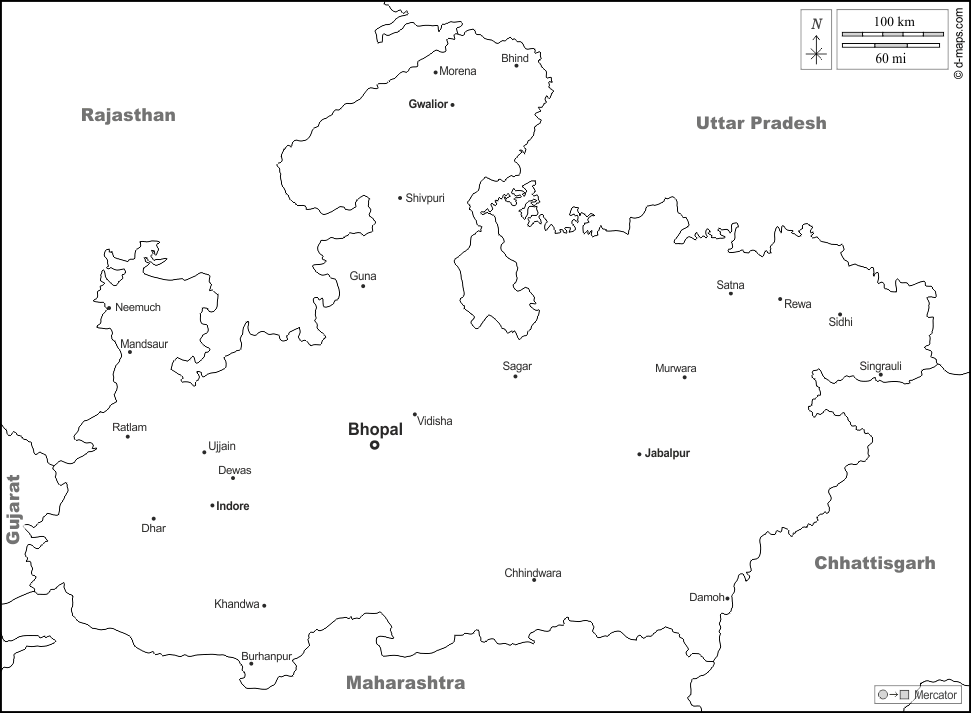 N
100 km
60 mi
© d-maps.com
Bhind
Morena
Gwalior
Rajasthan
Uttar Pradesh
Shivpuri
Guna
Satna
Rewa
Neemuch
Sidhi
Mandsaur
Sagar
Murwara
Singrauli
Vidisha
Ratlam
Bhopal
Ujjain
Jabalpur
Dewas
Indore
Gujarat
Dhar
Chhattisgarh
Chhindwara
Damoh
Khandwa
Burhanpur
Maharashtra
Mercator